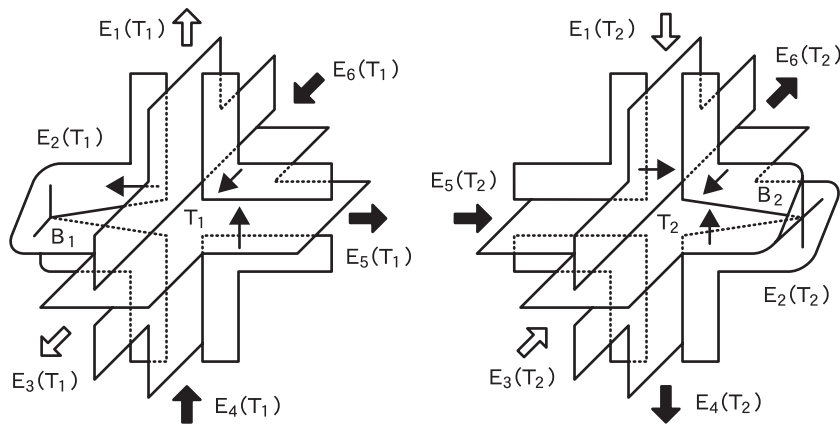 E₁(T₁)
E₆(T₁)
E₂(T₁)
T₁
B₁
E₅(T₁)
E₃(T₁)
E₄(T₁)
E₁(T₂)
E₆(T₂)
E₅(T₂)
B₂
T₂
E₂(T₂)
E₃(T₂)
E₄(T₂)